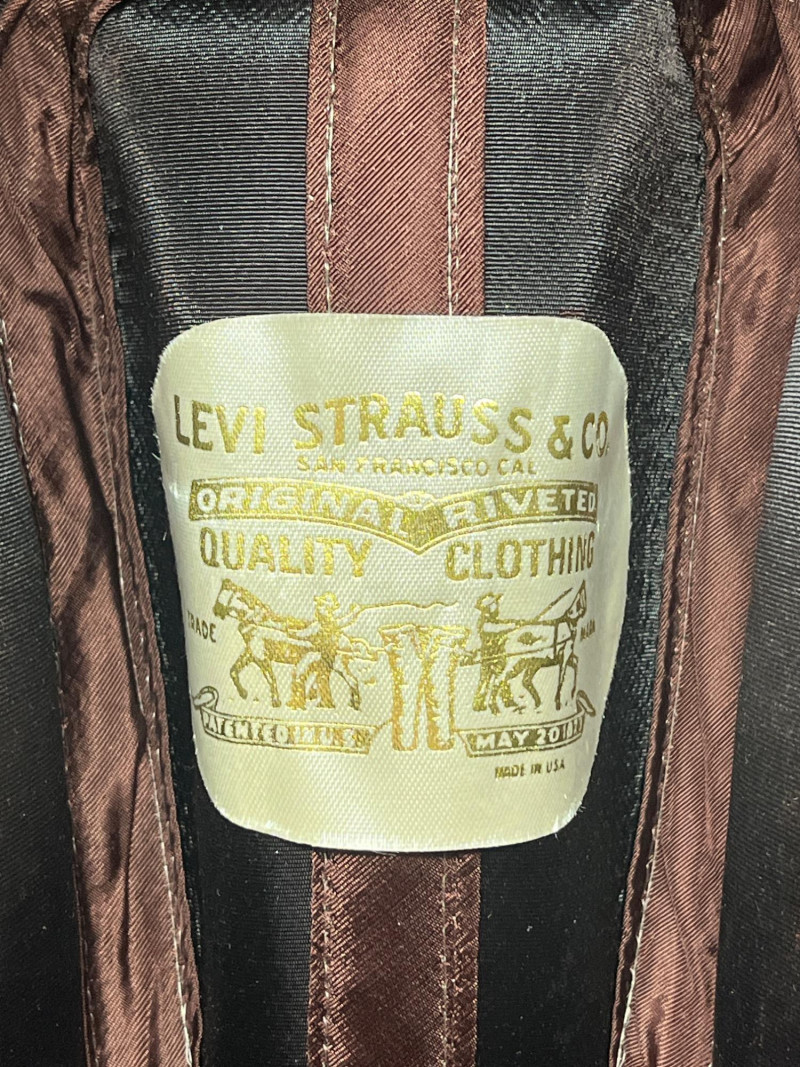 LEVI STRAUSS & CO.
SAN FRANCISCO CAL
ORIGINAL RIVETED
QUALITY CLOTHING
TRADE MARK
PATENTED IN U.S. MAY 20 1873
MADE IN USA